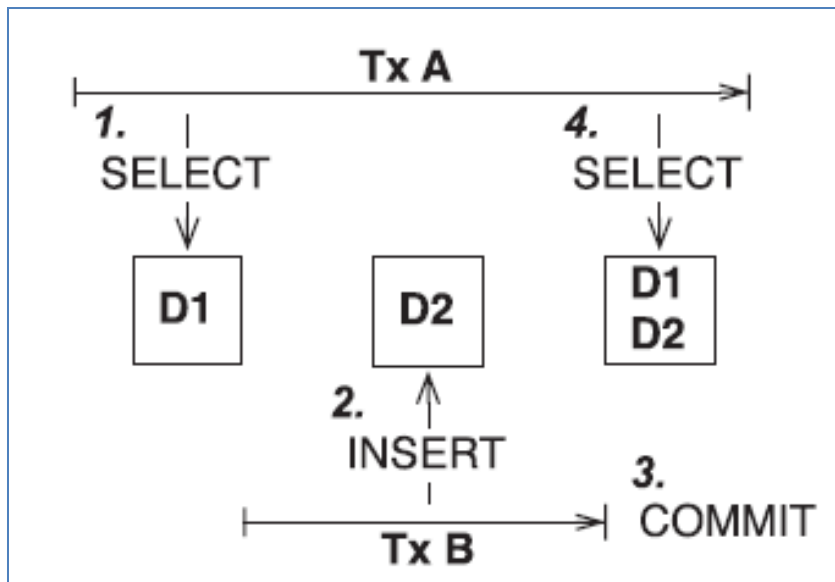 Tx A
1.
SELECT
4.
SELECT
D1
D2
D1
D2
2.
INSERT
3.
COMMIT
Tx B